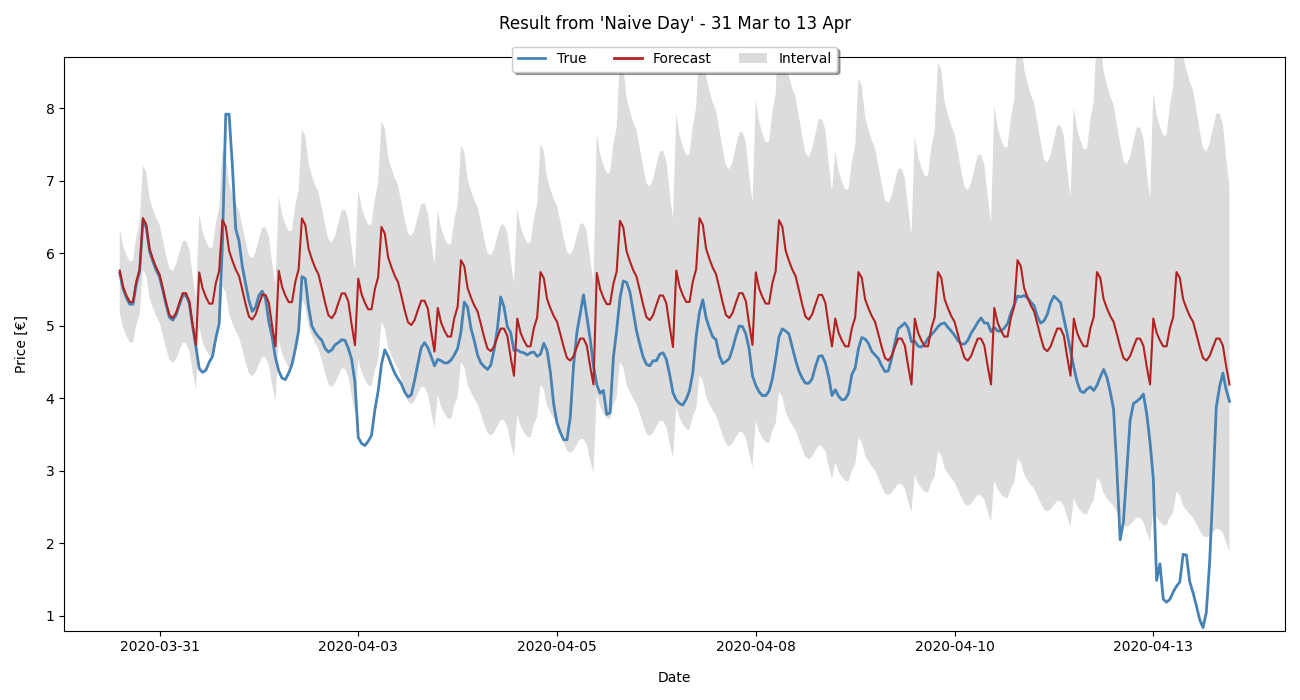 Result from 'Naive Day' - 31 Mar to 13 Apr
True Forecast Interval
8
7
6
5
4
3
2
1
Price [€]
2020-03-31 2020-04-03 2020-04-05 2020-04-08 2020-04-10 2020-04-13
Date